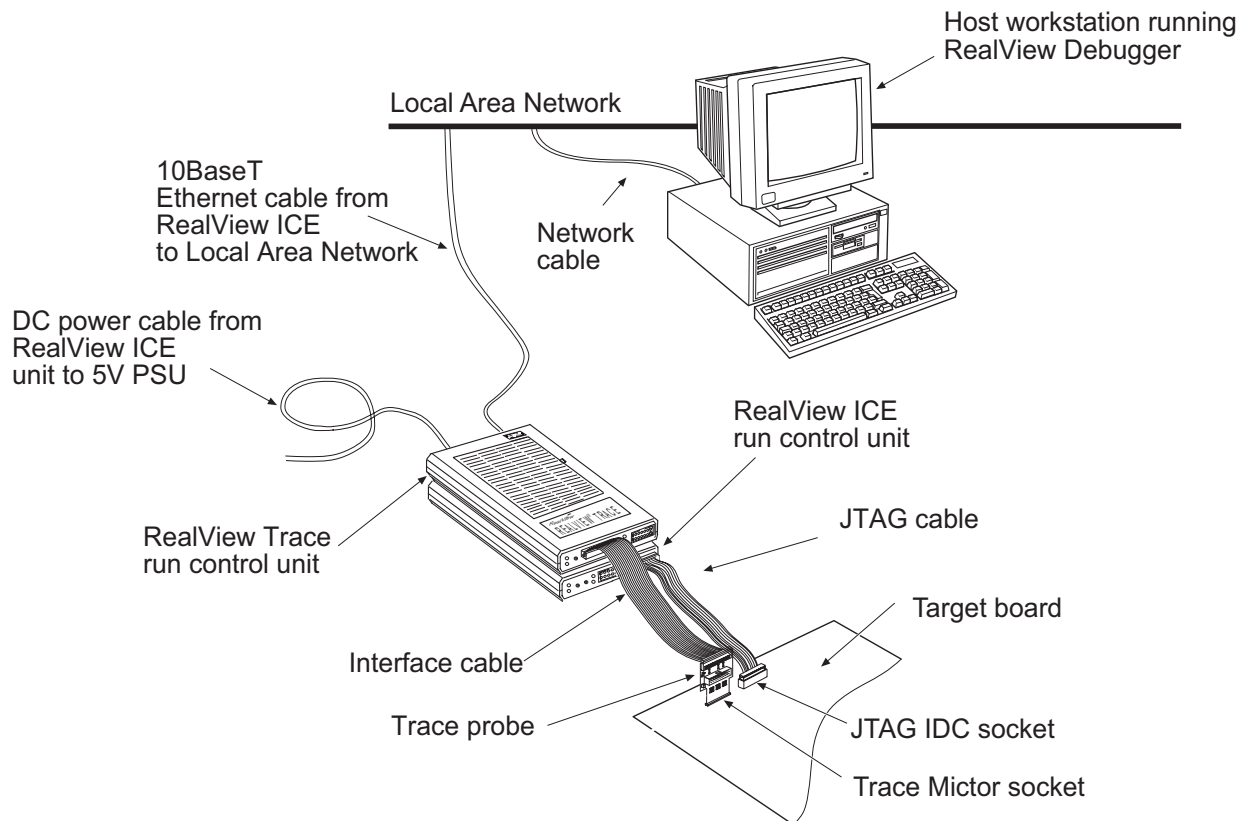 Host workstation running
RealView Debugger
Local Area Network
10BaseT
Ethernet cable from
RealView ICE
to Local Area Network
Network
cable
DC power cable from
RealView ICE
unit to 5V PSU
RealView ICE
run control unit
REALVIEW TRACE
JTAG cable
RealView Trace
run control unit
Target board
Interface cable
Trace probe
JTAG IDC socket
Trace Mictor socket